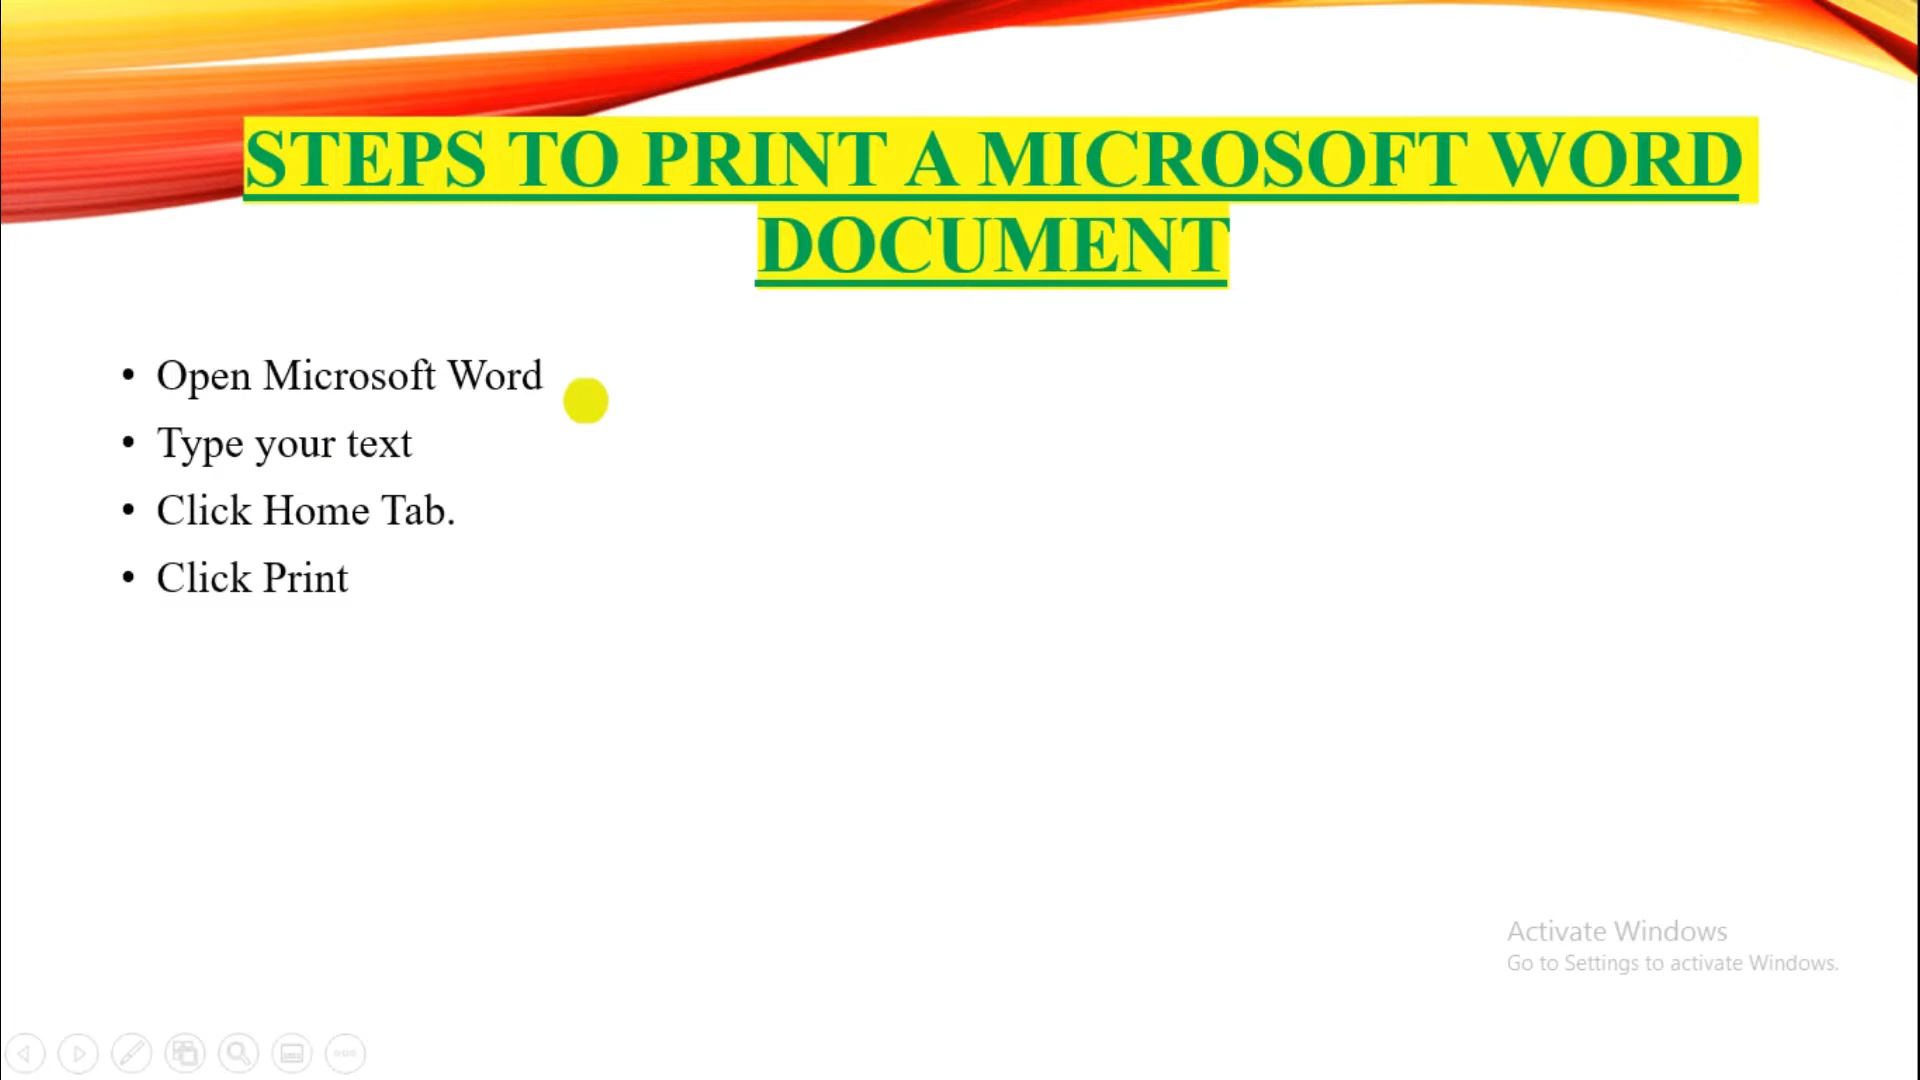 STEPS TO PRINT A MICROSOFT WORD
DOCUMENT
• Open Microsoft Word
• Type your text
• Click Home Tab.
• Click Print
Activate Windows
Go to Settings to activate Windows.